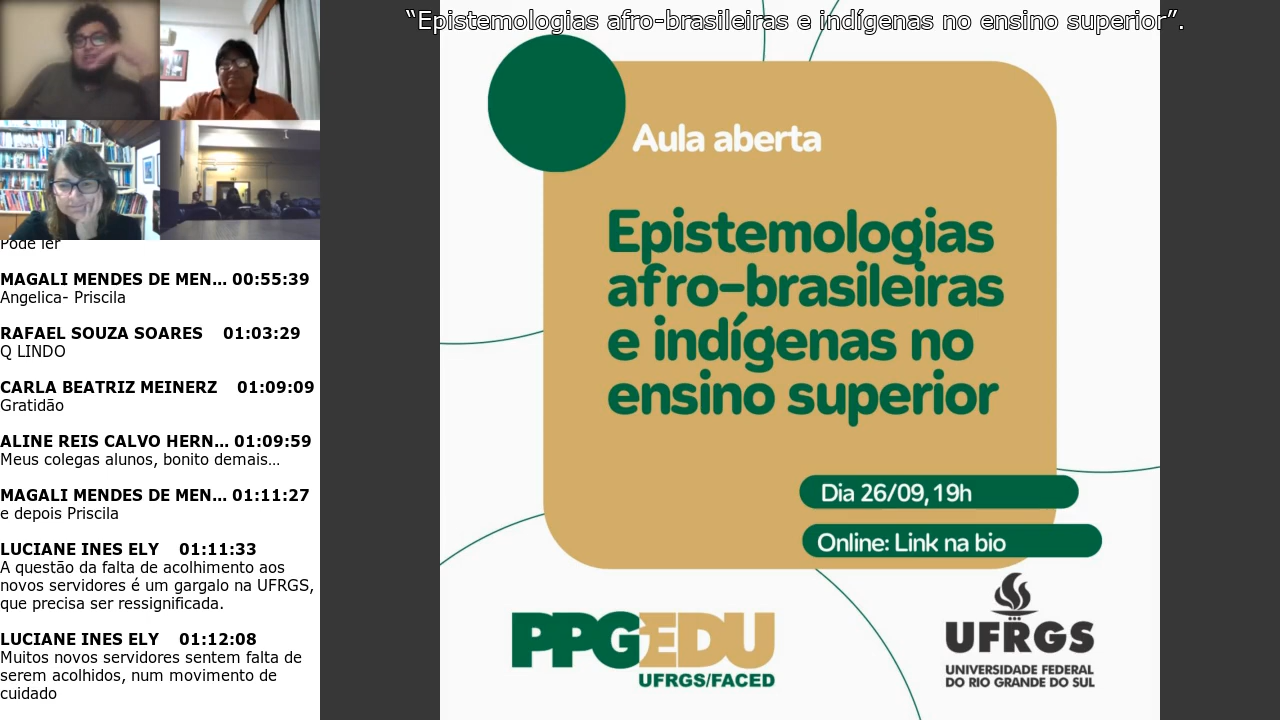 “Epistemologias afro-brasileiras e indígenas no ensino superior”.
Pode ler
MAGALI MENDES DE MEN... 00:55:39
Angelica- Priscila
RAFAEL SOUZA SOARES 01:03:29
Q LINDO
CARLA BEATRIZ MEINERZ 01:09:09
Gratidão
ALINE REIS CALVO HERN... 01:09:59
Meus colegas alunos, bonito demais...
MAGALI MENDES DE MEN... 01:11:27
e depois Priscila
LUCIANE INES ELY 01:11:33
A questão da falta de acolhimento aos
novos servidores é um gargalo na UFRGS,
que precisa ser ressignificada.
LUCIANE INES ELY 01:12:08
Muitos novos servidores sentem falta de
serem acolhidos, num movimento de
cuidado
Aula aberta
Epistemologias
afro-brasileiras
e indígenas no
ensino superior
Dia 26/09, 19h
Online: Link na bio
PPGEDU
UFRGS/FACED
UFRGS
UNIVERSIDADE FEDERAL
DO RIO GRANDE DO SUL